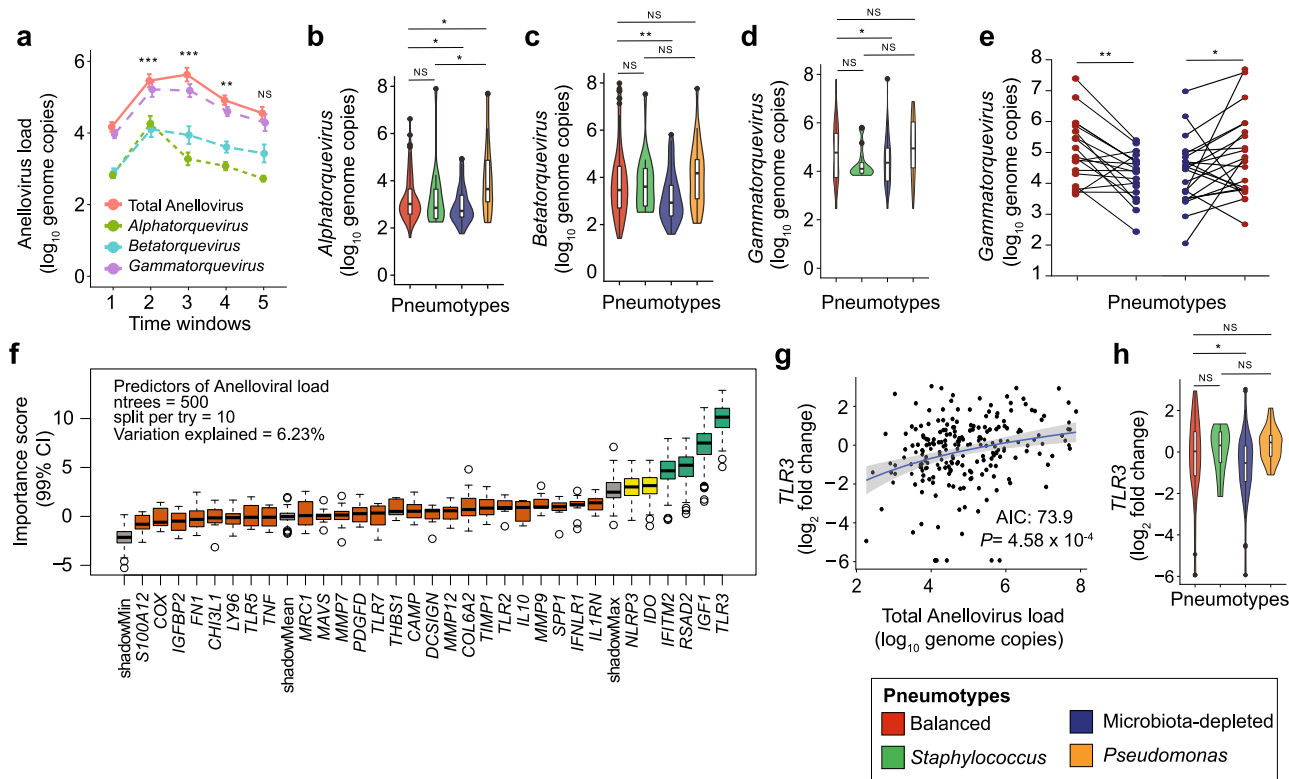 a
Anellovirus load
(log10 genome copies)
6
4
2
0
***
***
**
NS
Total Anellovirus
Alphatorquevirus
Betatorquevirus
Gammatorquevirus
1 2 3 4 5
Time windows
b
Alphatorquevirus
(log10 genome copies)
8
6
4
2
0
*
*
NS
*
Pneumotypes
c
Betatorquevirus
(log10 genome copies)
8
6
4
2
0
NS
**
NS
NS
Pneumotypes
d
Gammatorquevirus
(log10 genome copies)
8
6
4
2
0
NS
*
NS
NS
Pneumotypes
e
Gammatorquevirus
(log10 genome copies)
8
7
6
5
4
3
2
1
**
*
Pneumotypes
f
Importance score
(99% CI)
10
5
0
−5
Predictors of Anelloviral load
ntrees = 500
split per try = 10
Variation explained = 6.23%
shadowMin
S100A12
COX
IGFBP2
FN1
CHI3L1
LY96
TLR5
TNF
shadowMean
MRC1
MAVS
MMP7
PDGFD
TLR7
THBS1
CAMP
DCSIGN
MMP12
COL6A2
TIMP1
TLR2
IL10
MMP9
SPP1
IFNLR1
IL1RN
shadowMax
NLRP3
IDO
IFITM2
RSAD2
IGF1
TLR3
g
TLR3
(log2 fold change)
2
0
−2
−4
−6
AIC: 73.9
P= 4.58 x 10-4
2 3 4 5 6 7 8
Total Anellovirus load
(log10 genome copies)
h
TLR3
(log2 fold change)
2
0
−2
−4
−6
NS
*
NS
NS
Pneumotypes
Pneumotypes
Balanced
Microbiota-depleted
Staphylococcus
Pseudomonas